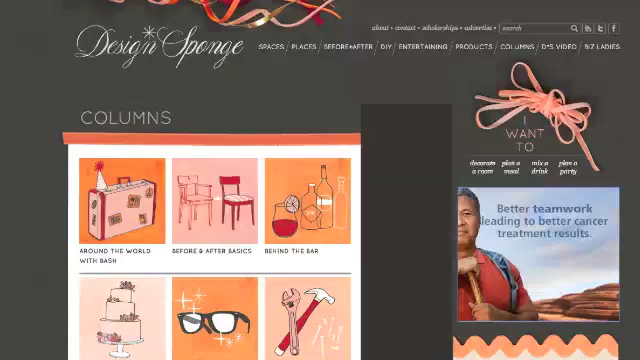 about • contact • scholarships • advertise •
search
Design*Sponge
SPACES / PLACES / BEFORE+AFTER / DIY / ENTERTAINING / PRODUCTS / COLUMNS / D*S VIDEO / BIZ LADIES
COLUMNS
I
WANT
TO
decorate a room
plan a meal
mix a drink
plan a party
Better teamwork
leading to better cancer
treatment results.
AROUND THE WORLD
WITH BASH
BEFORE & AFTER BASICS
BEHIND THE BAR